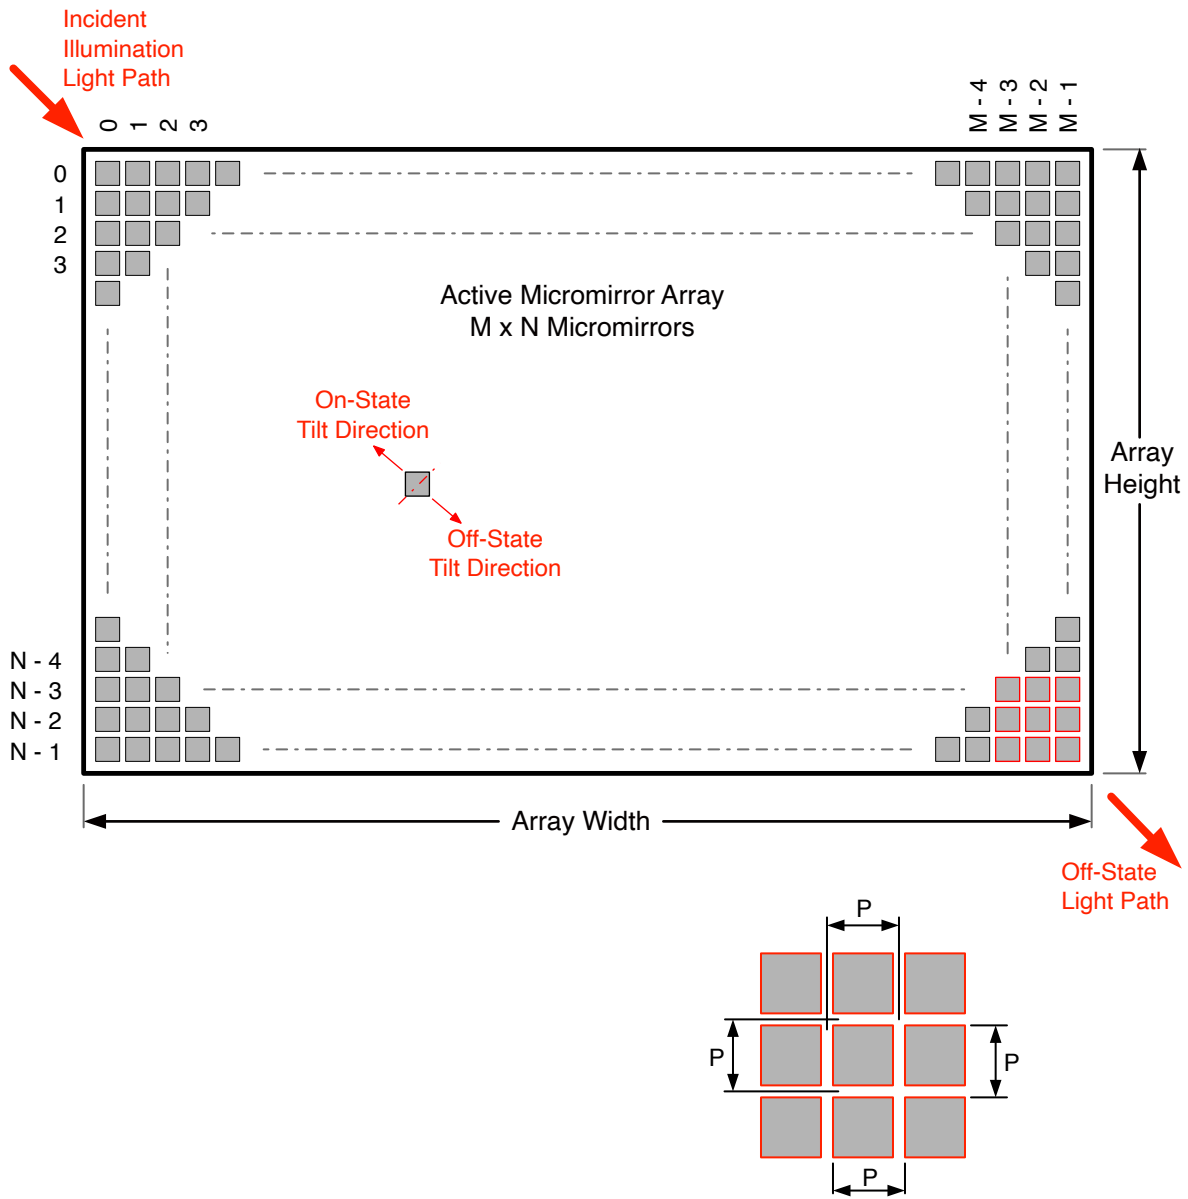 Incident
Illumination
Light Path
0 1 2 3
M - 4 M - 3 M - 2 M - 1
0
1
2
3
Active Micromirror Array
M x N Micromirrors
On-State
Tilt Direction
Off-State
Tilt Direction
Array
Height
N - 4
N - 3
N - 2
N - 1
Array Width
Off-State
Light Path
P
P
P
P